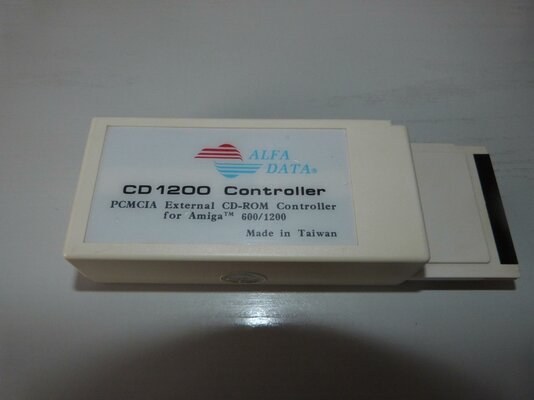 ALFA
DATA®
CD1200 Controller
PCMCIA External CD-ROM Controller
for Amiga™ 600/1200
Made in Taiwan